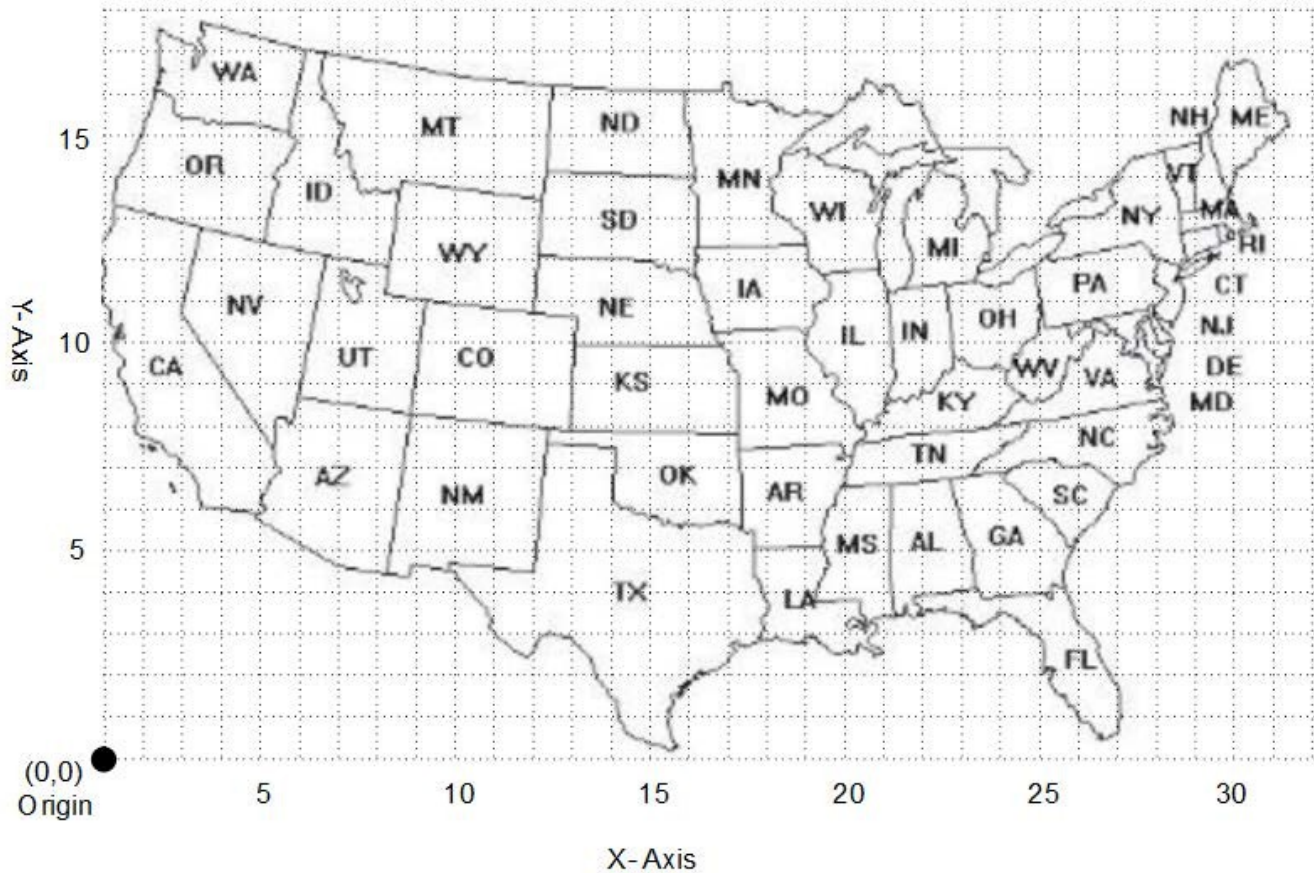 WA
MT
ND
NH
ME
15
OR
ID
MN
VT
SD
WI
NY
MA
WY
MI
RI
NV
NE
IA
PA
CT
Y-Axis
10
UT
CO
IL
IN
OH
NJ
CA
KS
MO
WV
VA
DE
KY
MD
AZ
NM
OK
AR
TN
NC
SC
5
MS
AL
GA
TX
LA
FL
(0,0)
Origin
5
10
15
20
25
30
X-Axis